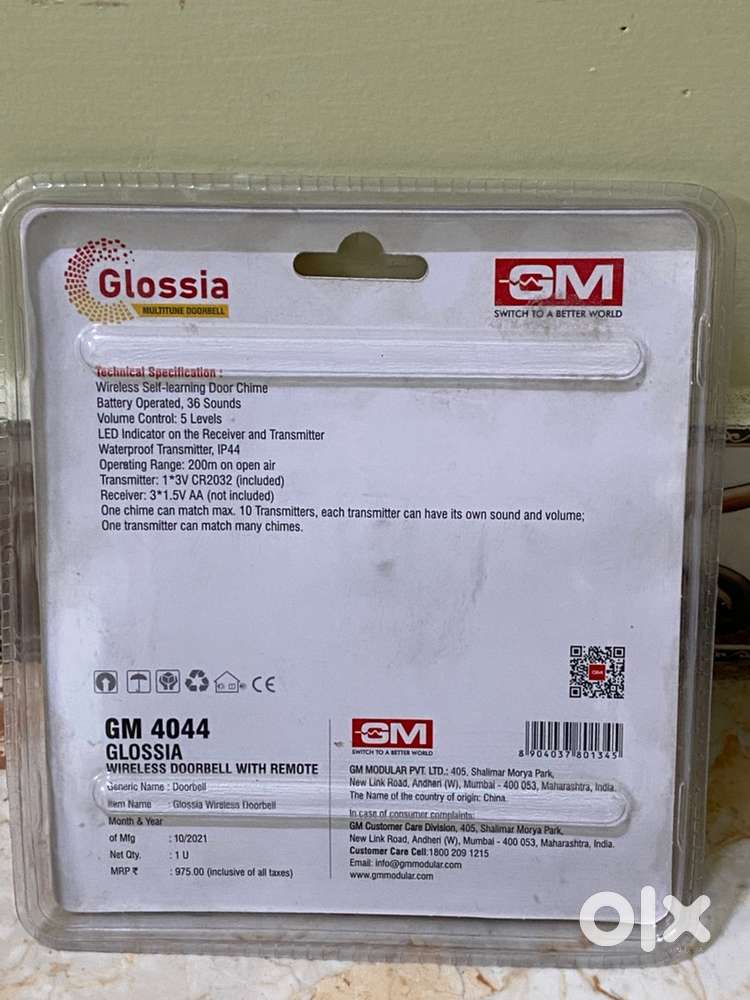 Glossia
MULTITUNE DOORBELL
GM
SWITCH TO A BETTER WORLD
Technical Specification :
Wireless Self-learning Door Chime
Battery Operated, 36 Sounds
Volume Control: 5 Levels
LED Indicator on the Receiver and Transmitter
Waterproof Transmitter, IP44
Operating Range: 200m on open air
Transmitter: 1*3V CR2032 (included)
Receiver: 3*1.5V AA (not included)
One chime can match max. 10 Transmitters, each transmitter can have its own sound and volume;
One transmitter can match many chimes.
CE
GM
GM 4044
GLOSSIA
WIRELESS DOORBELL WITH REMOTE
Generic Name : Doorbell
Item Name : Glossia Wireless Doorbell
Month & Year
of Mfg : 10/2021
Net Qty. : 1 U
MRP ₹ : 975.00 (inclusive of all taxes)
GM
SWITCH TO A BETTER WORLD
8 904037 801345
GM MODULAR PVT. LTD.: 405, Shalimar Morya Park,
New Link Road, Andheri (W), Mumbai - 400 053, Maharashtra, India.
The Name of the country of origin: China
In case of consumer complaints:
GM Customer Care Division, 405, Shalimar Morya Park,
New Link Road, Andheri (W), Mumbai - 400 053, Maharashtra, India.
Customer Care Cell:1800 209 1215
Email: info@gmmodular.com
www.gmmodular.com
olx